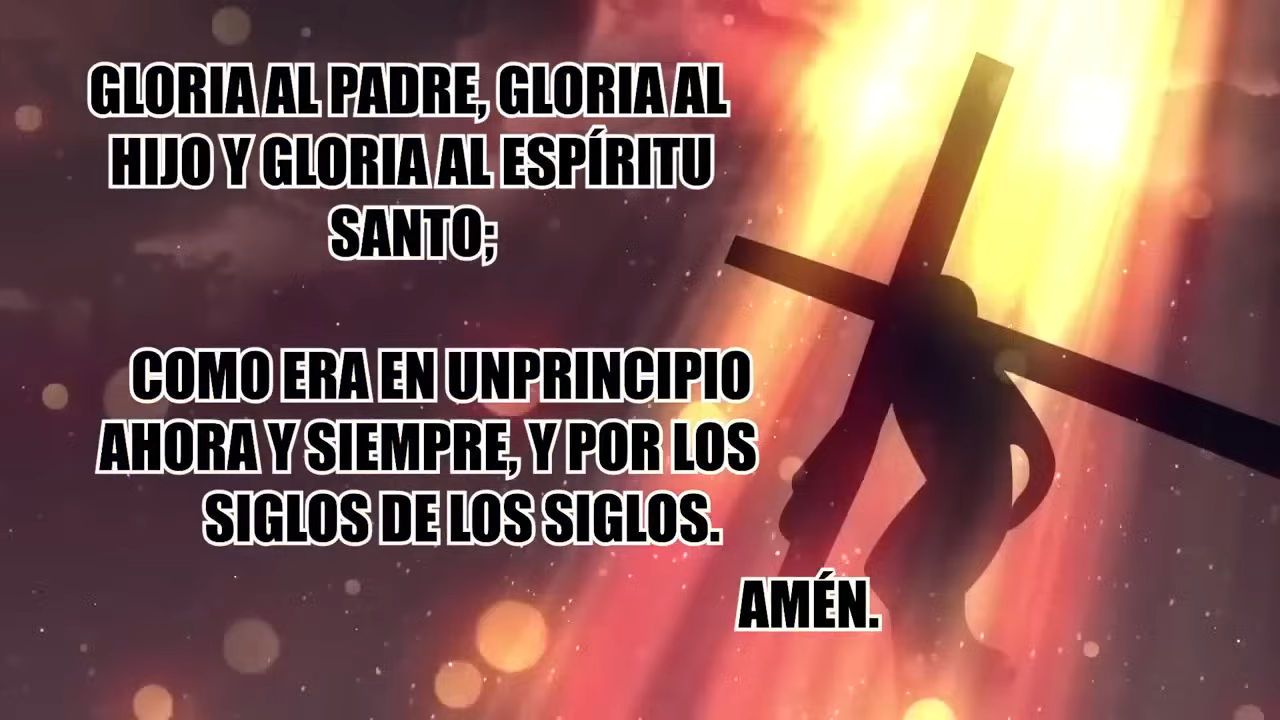 GLORIA AL PADRE, GLORIA AL
HIJO Y GLORIA AL ESPÍRITU
SANTO;
COMO ERA EN UNPRINCIPIO
AHORA Y SIEMPRE, Y POR LOS
SIGLOS DE LOS SIGLOS.
AMÉN.